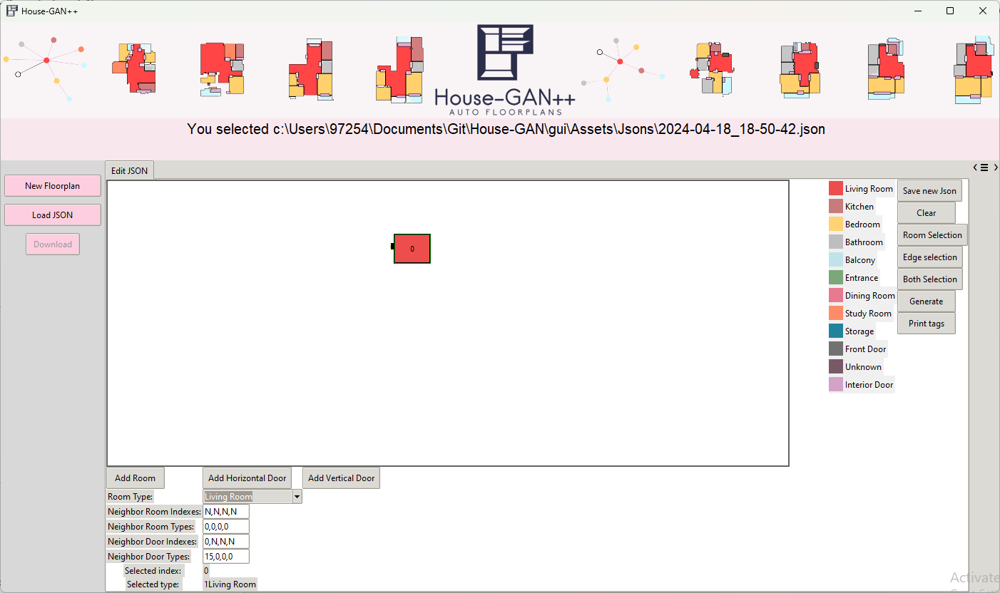 House-GAN++
House-GAN++
AUTO FLOORPLANS
You selected c:\Users\97254\Documents\Git\House-GAN\gui\Assets\Jsons\2024-04-18_18-50-42.json
New Floorplan
Load JSON
Download
Edit JSON
0
Living Room
Kitchen
Bedroom
Bathroom
Balcony
Entrance
Dining Room
Study Room
Storage
Front Door
Unknown
Interior Door
Save new Json
Clear
Room Selection
Edge selection
Both Selection
Generate
Print tags
Add Room Add Horizontal Door Add Vertical Door
Room Type: Living Room
Neighbor Room Indexes: N,N,N,N
Neighbor Room Types: 0,0,0,0
Neighbor Door Indexes: 0,N,N,N
Neighbor Door Types: 15,0,0,0
Selected index: 0
Selected type: 1Living Room
Activate